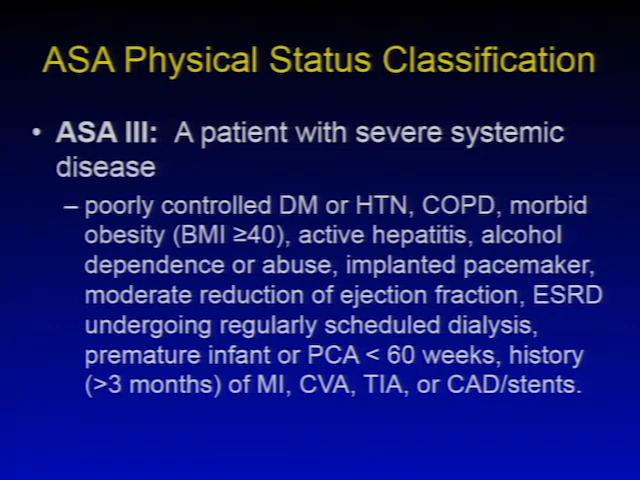 ASA Physical Status Classification
• ASA III:  A patient with severe systemic
disease
– poorly controlled DM or HTN, COPD, morbid
obesity (BMI ≥40), active hepatitis, alcohol
dependence or abuse, implanted pacemaker,
moderate reduction of ejection fraction, ESRD
undergoing regularly scheduled dialysis,
premature infant or PCA < 60 weeks, history
(>3 months) of MI, CVA, TIA, or CAD/stents.